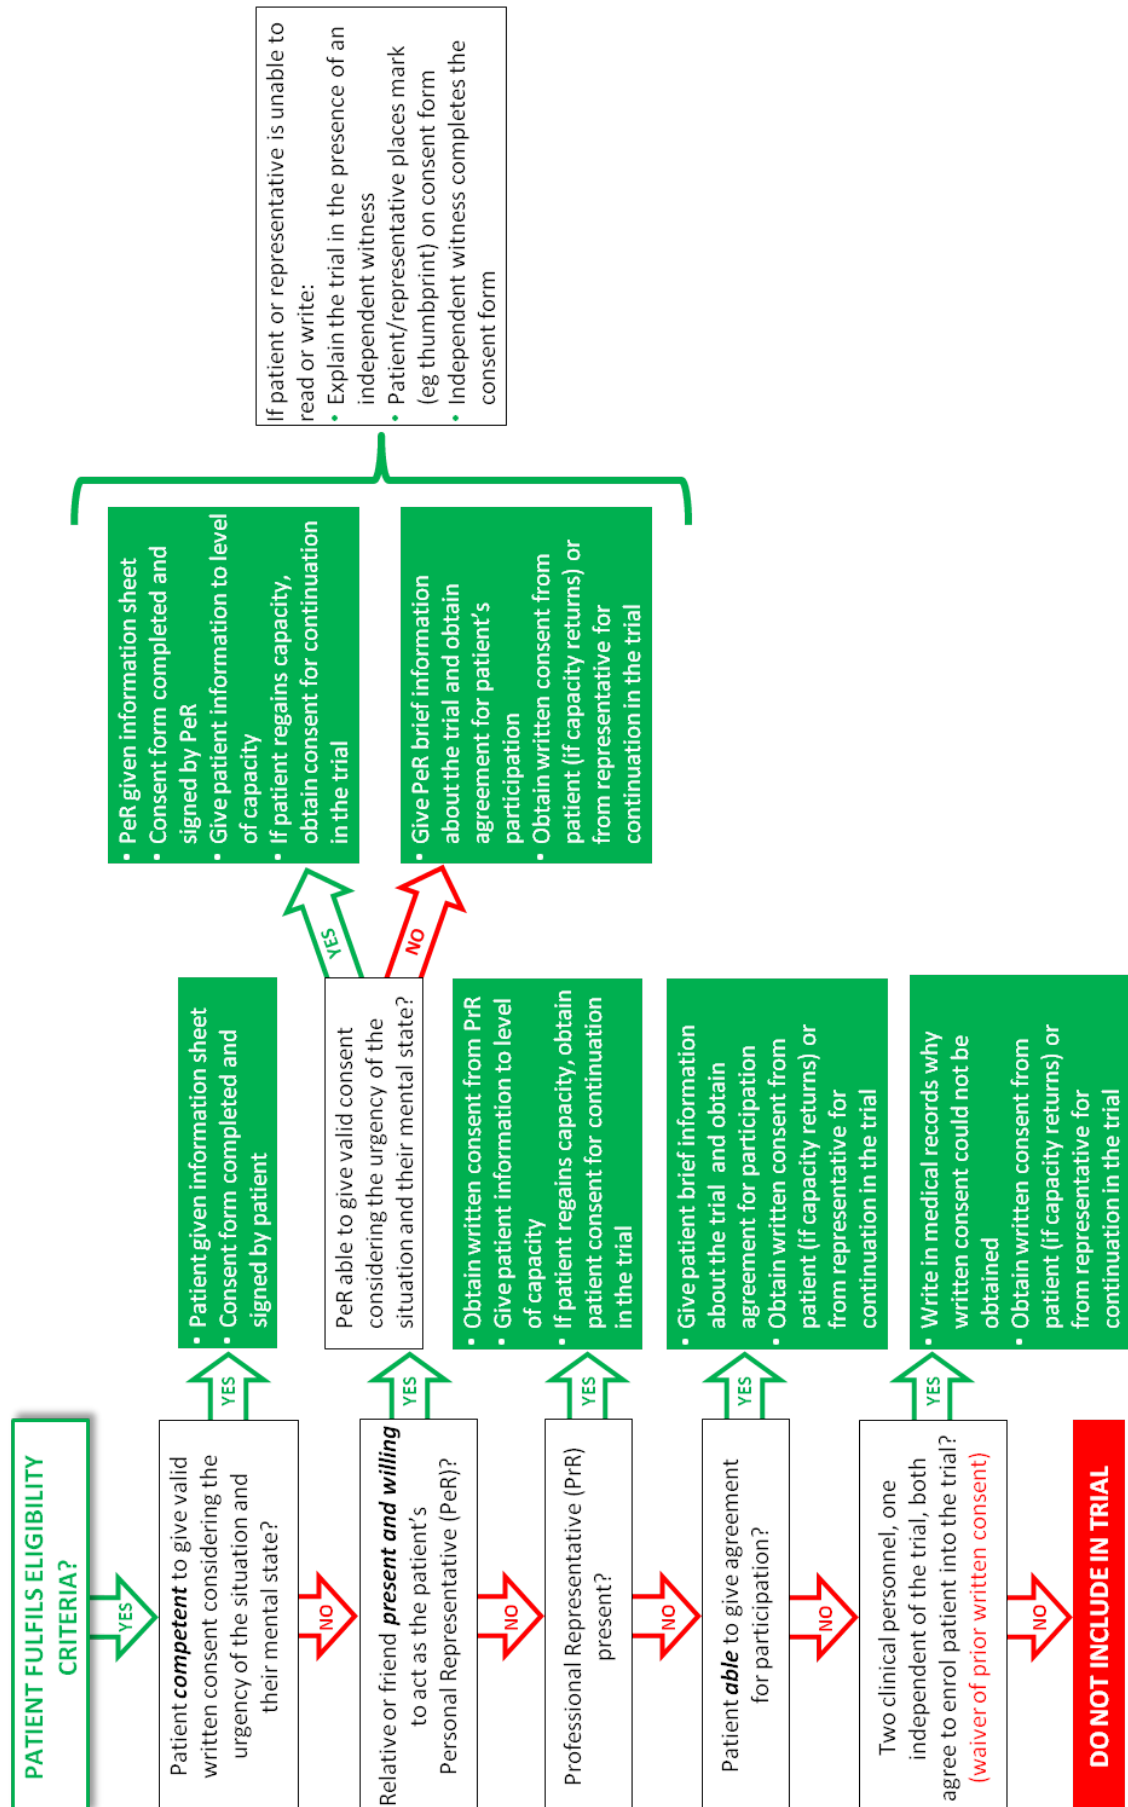 PATIENT FULFILS ELIGIBILITY
CRITERIA?
YES
Patient competent to give valid
written consent considering the
urgency of the situation and
their mental state?
YES
• Patient given information sheet
• Consent form completed and
signed by patient
NO
Relative or friend present and willing
to act as the patient's
Personal Representative (PeR)?
YES
PeR able to give valid consent
considering the urgency of the
situation and their mental state?
YES
• PeR given information sheet
• Consent form completed and
signed by PeR
• Give patient information to level
of capacity
• If patient regains capacity,
obtain consent for continuation
in the trial
NO
• Give PeR brief information
about the trial and obtain
agreement for patient's
participation
• Obtain written consent from
patient (if capacity returns) or
from representative for
continuation in the trial
If patient or representative is unable to
read or write:
• Explain the trial in the presence of an
independent witness
• Patient/representative places mark
(eg thumbprint) on consent form
• Independent witness completes the
consent form
NO
Professional Representative (PrR)
present?
YES
• Obtain written consent from PrR
• Give patient information to level
of capacity
• If patient regains capacity, obtain
patient consent for continuation
in the trial
NO
Patient able to give agreement
for participation?
YES
• Give patient brief information
about the trial and obtain
agreement for participation
• Obtain written consent from
patient (if capacity returns) or
from representative for
continuation in the trial
NO
Two clinical personnel, one
independent of the trial, both
agree to enrol patient into the trial?
(waiver of prior written consent)
YES
• Write in medical records why
written consent could not be
obtained
• Obtain written consent from
patient (if capacity returns) or
from representative for
continuation in the trial
NO
DO NOT INCLUDE IN TRIAL